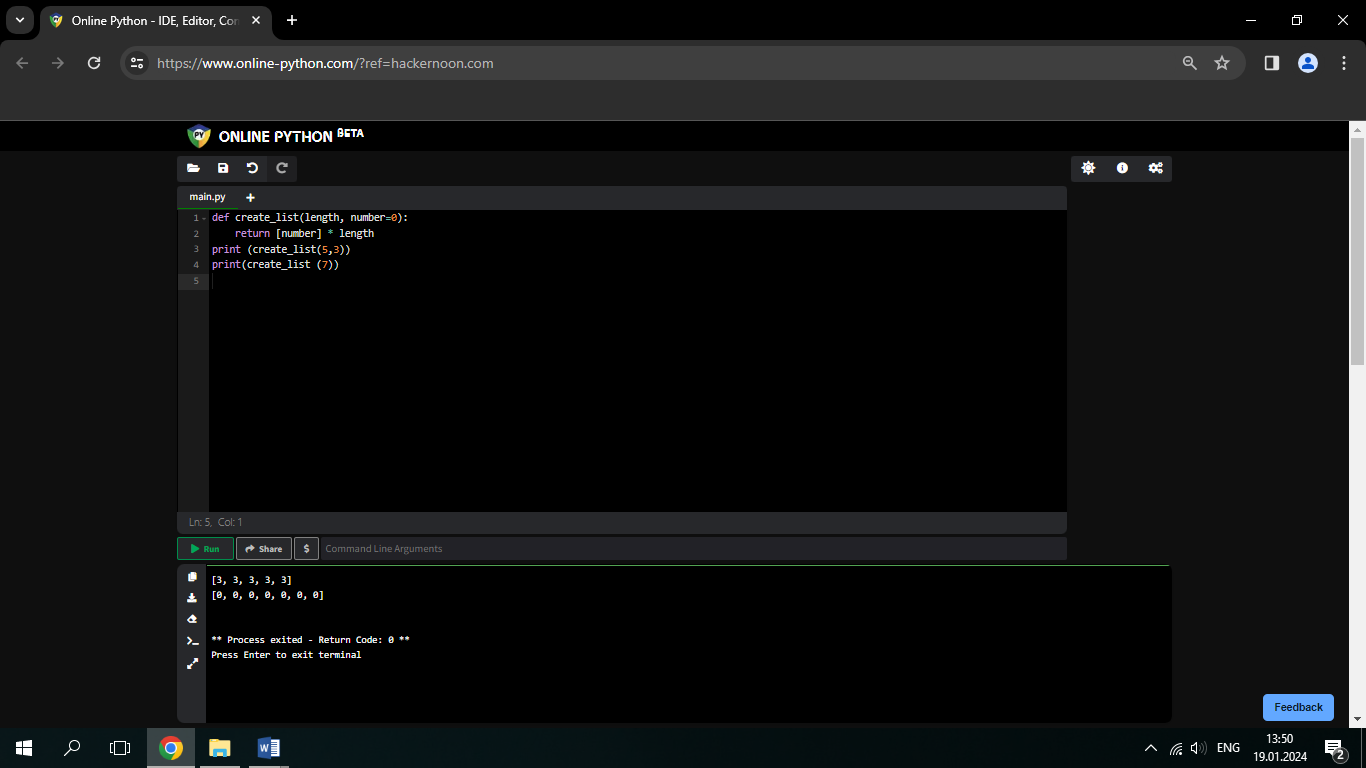 Online Python - IDE, Editor, Con
https://www.online-python.com/?ref=hackernoon.com
PY ONLINE PYTHON BETA
main.py
1 def create_list(length, number=0):
2 return [number] * length
3 print (create_list(5,3))
4 print(create_list (7))
5
Ln: 5, Col: 1
Run Share $ Command Line Arguments
[3, 3, 3, 3, 3]
[0, 0, 0, 0, 0, 0, 0]
** Process exited - Return Code: 0 **
Press Enter to exit terminal
Feedback
ENG
13:50
19.01.2024
2